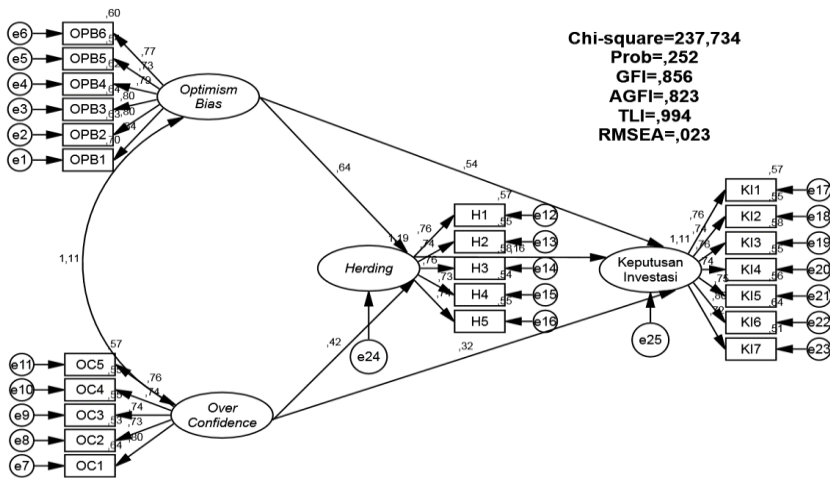 Chi-square=237,734
Prob=,252
GFI=,856
AGFI=,823
TLI=,994
RMSEA=,023
,60
e6 OPB6
e5 OPB5
e4 OPB4
e3 OPB3
e2 OPB2
e1 OPB1
,77
,73
,79
,80
,70
Optimism
Bias
,64
,54
1,11
,42
,32
e11 OC5
e10 OC4
e9 OC3
e8 OC2
e7 OC1
,57
,76
,74
,74
,73
,80
,64
Over
Confidence
Herding
e24
1,19
,57
H1 e12
H2 e13
H3 e14
H4 e15
H5 e16
,76
,74
,76
,73
,55
,58
,16
,54
,55
Keputusan
Investasi
e25
1,11
,57
KI1 e17
KI2 e18
KI3 e19
KI4 e20
KI5 e21
KI6 e22
KI7 e23
,76
,74
,76
,74
,75
,55
,58
,55
,56
,64
,51